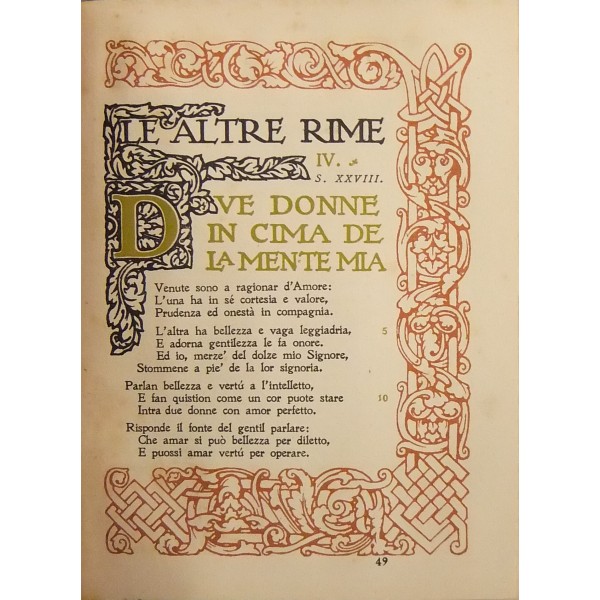 LE ALTRE RIME
IV.
S. XXVIII.
DVE DONNE
IN CIMA DE
LA MENTE MIA
Venute sono a ragionar d'Amore:
L'una ha in sé cortesia e valore,
Prudenza ed onestà in compagnia.
L'altra ha bellezza e vaga leggiadria, 5
E adorna gentilezza le fa onore.
Ed io, merze' del dolze mio Signore,
Stommene a pie' de la lor signoria.
Parlan bellezza e vertú a l'intelletto,
E fan quistion come un cor puote stare 10
Intra due donne con amor perfetto.
Risponde il fonte del gentil parlare:
Che amar si può bellezza per diletto,
E puossi amar vertú per operare.
49